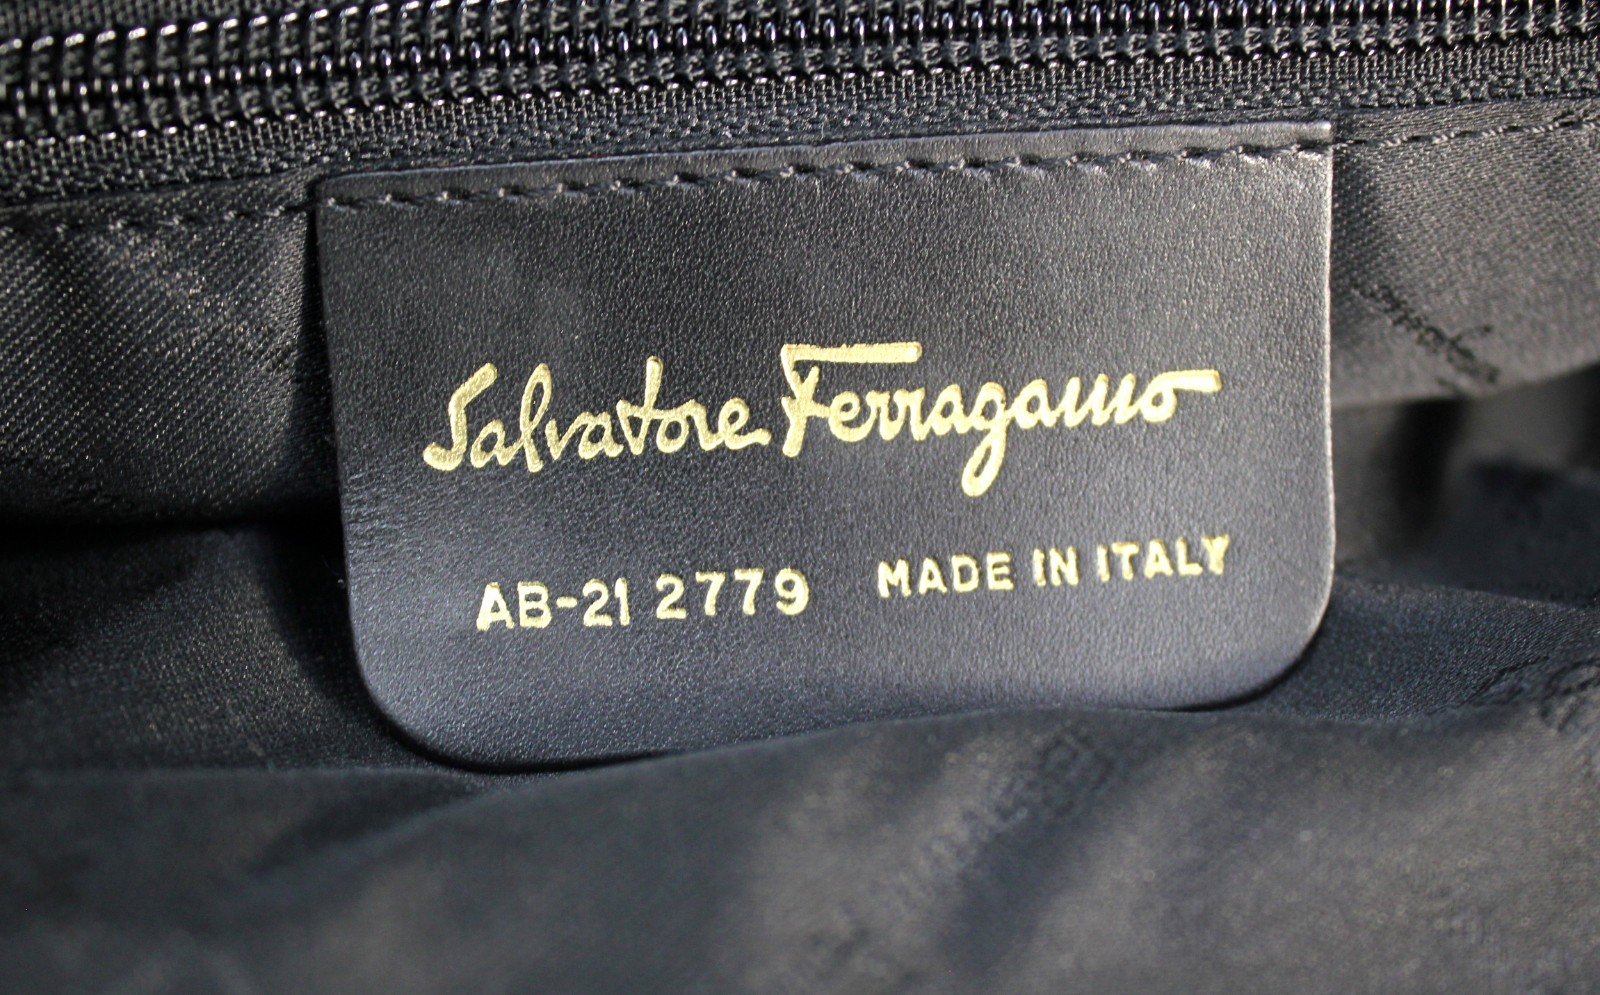 Salvatore Ferragamo
AB-21 2779 MADE IN ITALY